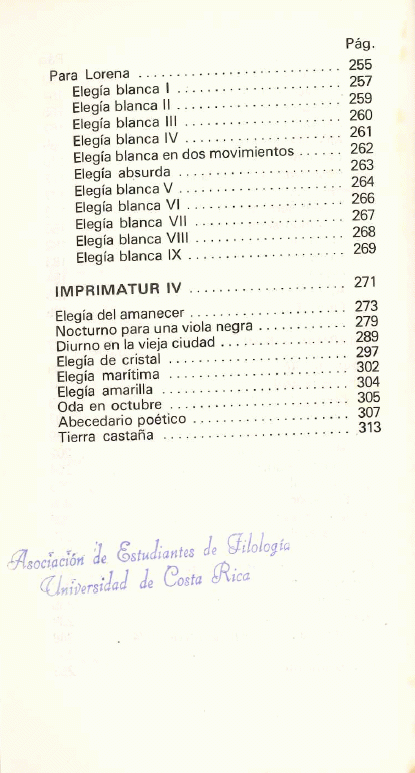 Pág.
Para Lorena ........................... 255
Elegía blanca I ...................... 257
Elegía blanca II ...................... 259
Elegía blanca III ..................... 260
Elegía blanca IV ..................... 261
Elegía blanca en dos movimientos ...... 262
Elegía absurda ...................... 263
Elegía blanca V ...................... 264
Elegía blanca VI ..................... 266
Elegía blanca VII .................... 267
Elegía blanca VIII .................... 268
Elegía blanca IX ..................... 269
IMPRIMATUR IV ..................... 271
Elegía del amanecer ..................... 273
Nocturno para una viola negra ............ 279
Diurno en la vieja ciudad ................. 289
Elegía de cristal ........................ 297
Elegía marítima ........................ 302
Elegía amarilla ......................... 304
Oda en octubre ........................ 305
Abecedario poético ..................... 307
Tierra castaña ......................... 313
Asociación de Estudiantes de Filología
Universidad de Costa Rica